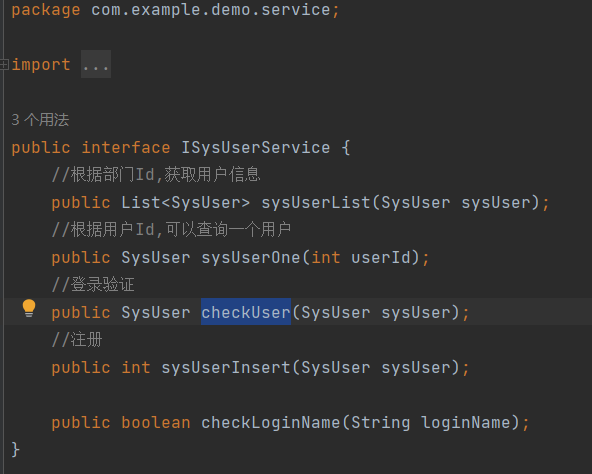 package com.example.demo.service;
import ...
3 个用法
public interface ISysUserService {
//根据部门Id,获取用户信息
public List<SysUser> sysUserList(SysUser sysUser);
//根据用户Id,可以查询一个用户
public SysUser sysUserOne(int userId);
//登录验证
public SysUser checkUser(SysUser sysUser);
//注册
public int sysUserInsert(SysUser sysUser);
public boolean checkLoginName(String loginName);
}